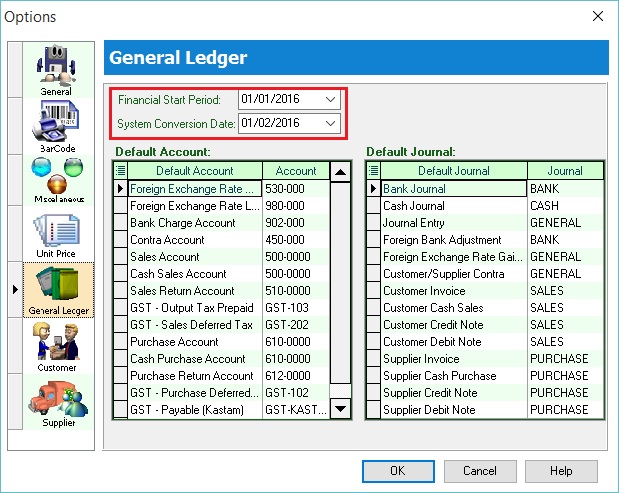 Options
General
BarCode
Miscellaneous
Unit Price
General Ledger
Customer
Supplier
General Ledger
Financial Start Period: 01/01/2016
System Conversion Date: 01/02/2016
Default Account:
Default Account Account
Foreign Exchange Rate ... 530-000
Foreign Exchange Rate L... 980-000
Bank Charge Account 902-000
Contra Account 450-000
Sales Account 500-0000
Cash Sales Account 500-0000
Sales Return Account 510-0000
GST - Output Tax Prepaid GST-103
GST - Sales Deferred Tax GST-202
Purchase Account 610-0000
Cash Purchase Account 610-0000
Purchase Return Account 612-0000
GST - Purchase Deferred... GST-102
GST - Payable (Kastam) GST-KAST...
Default Journal:
Default Journal Journal
Bank Journal BANK
Cash Journal CASH
Journal Entry GENERAL
Foreign Bank Adjustment BANK
Foreign Exchange Rate Gai... GENERAL
Customer/Supplier Contra GENERAL
Customer Invoice SALES
Customer Cash Sales SALES
Customer Credit Note SALES
Customer Debit Note SALES
Supplier Invoice PURCHASE
Supplier Cash Purchase PURCHASE
Supplier Credit Note PURCHASE
Supplier Debit Note PURCHASE
OK Cancel Help